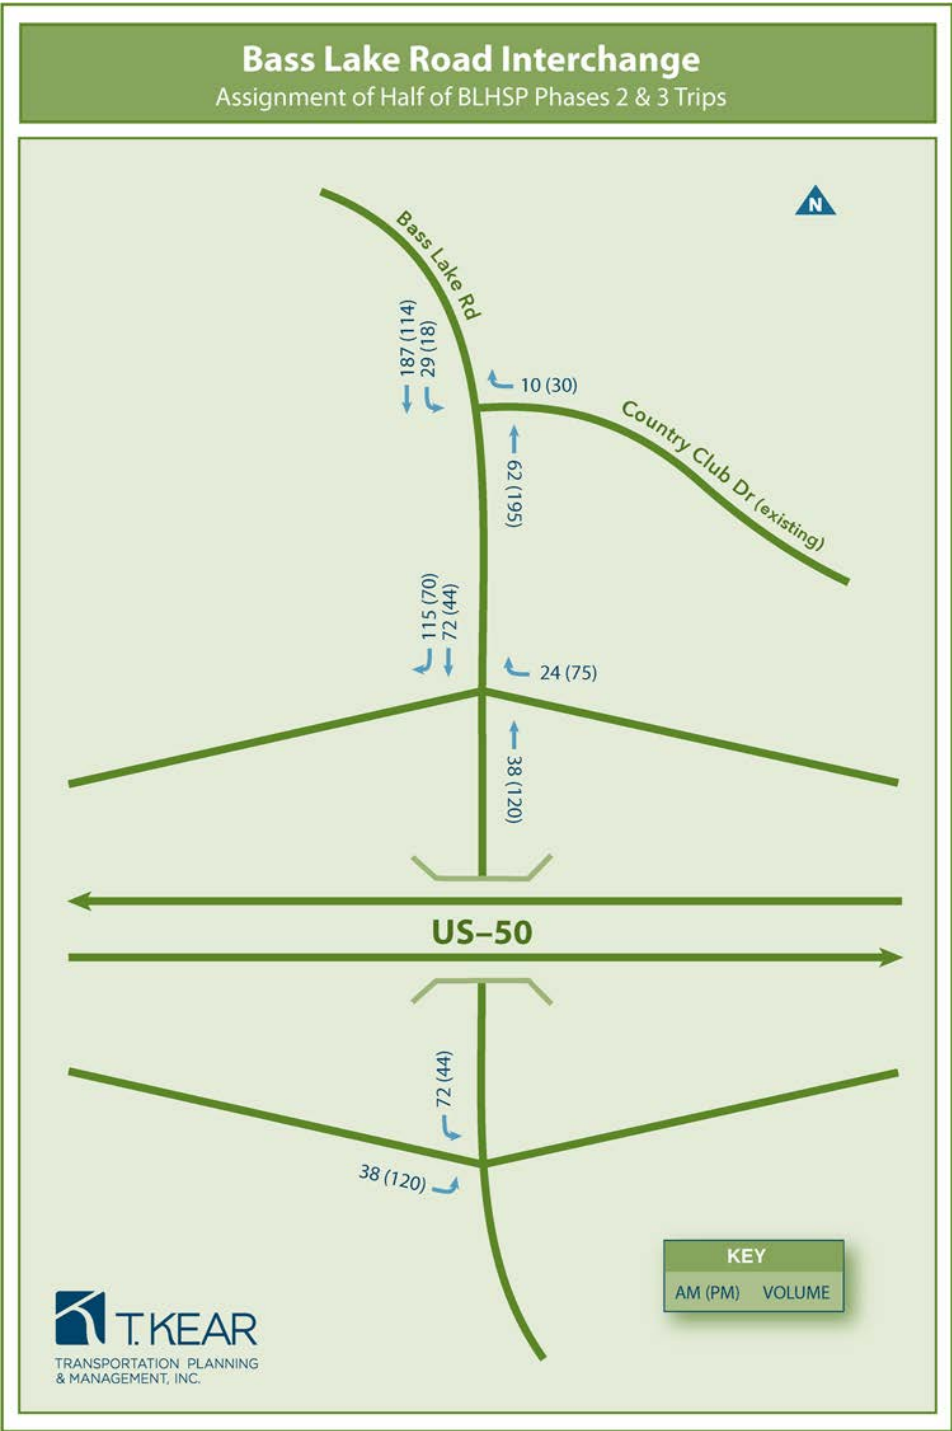 Bass Lake Road Interchange
Assignment of Half of BLHSP Phases 2 & 3 Trips
N
Bass Lake Rd
187 (114)
29 (18)
10 (30)
Country Club Dr (existing)
62 (195)
115 (70)
72 (44)
24 (75)
38 (120)
US–50
72 (44)
38 (120)
KEY
AM (PM) VOLUME
T. KEAR
TRANSPORTATION PLANNING
& MANAGEMENT, INC.